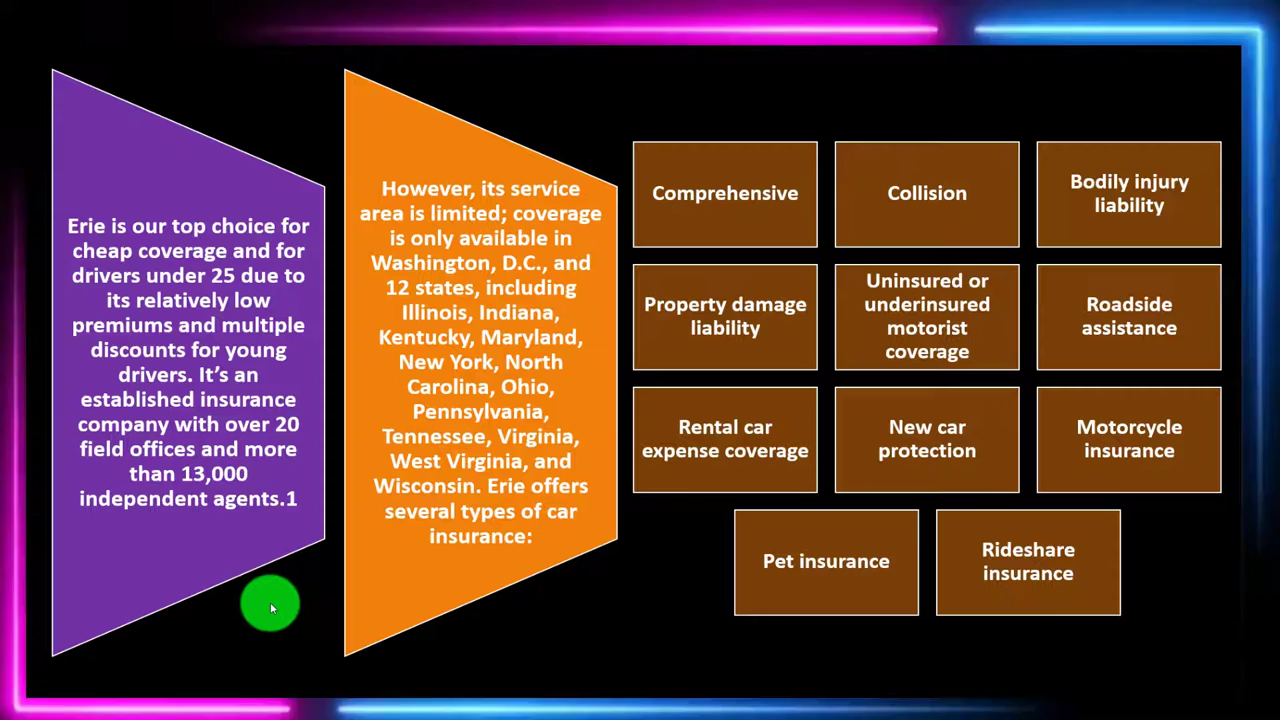 Erie is our top choice for
cheap coverage and for
drivers under 25 due to
its relatively low
premiums and multiple
discounts for young
drivers. It’s an
established insurance
company with over 20
field offices and more
than 13,000
independent agents.1
However, its service
area is limited; coverage
is only available in
Washington, D.C., and
12 states, including
Illinois, Indiana,
Kentucky, Maryland,
New York, North
Carolina, Ohio,
Pennsylvania,
Tennessee, Virginia,
West Virginia, and
Wisconsin. Erie offers
several types of car
insurance:
Comprehensive
Collision
Bodily injury
liability
Property damage
liability
Uninsured or
underinsured
motorist
coverage
Roadside
assistance
Rental car
expense coverage
New car
protection
Motorcycle
insurance
Pet insurance
Rideshare
insurance